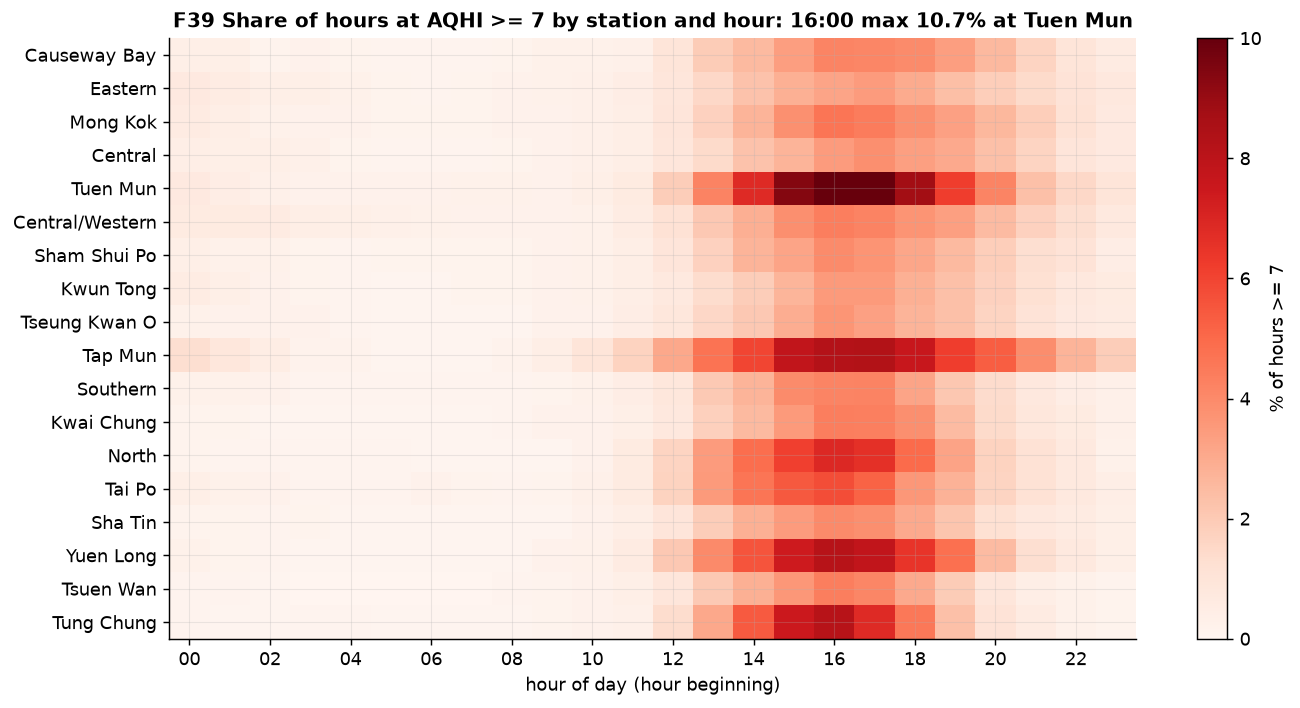 F39 Share of hours at AQHI >= 7 by station and hour: 16:00 max 10.7% at Tuen Mun
Causeway Bay
Eastern
Mong Kok
Central
Tuen Mun
Central/Western
Sham Shui Po
Kwun Tong
Tseung Kwan O
Tap Mun
Southern
Kwai Chung
North
Tai Po
Sha Tin
Yuen Long
Tsuen Wan
Tung Chung
00 02 04 06 08 10 12 14 16 18 20 22
hour of day (hour beginning)
10
8
6
4
2
0
% of hours >= 7